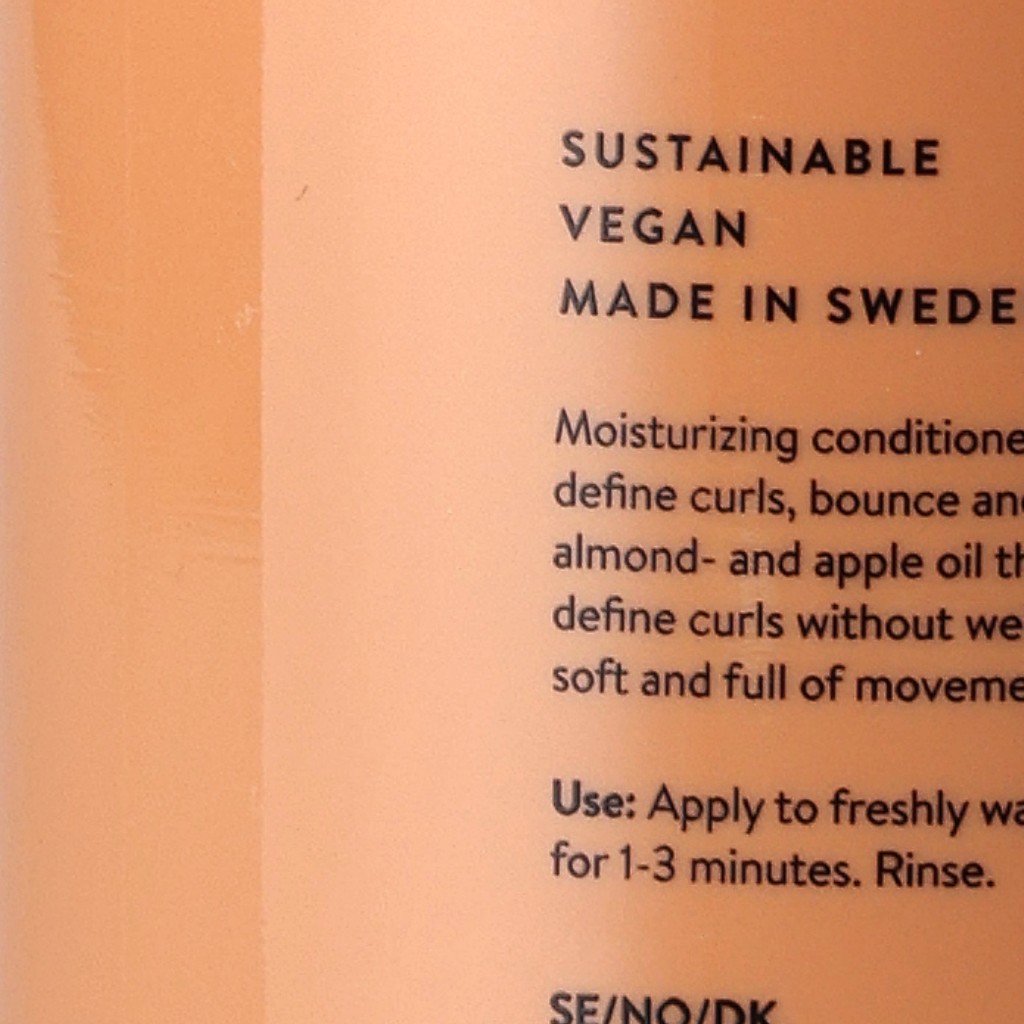 SUSTAINABLE
VEGAN
MADE IN SWEDE
Moisturizing conditione
define curls, bounce an
almond- and apple oil th
define curls without we
soft and full of moveme
Use: Apply to freshly wa
for 1-3 minutes. Rinse.
SE/NO/DK